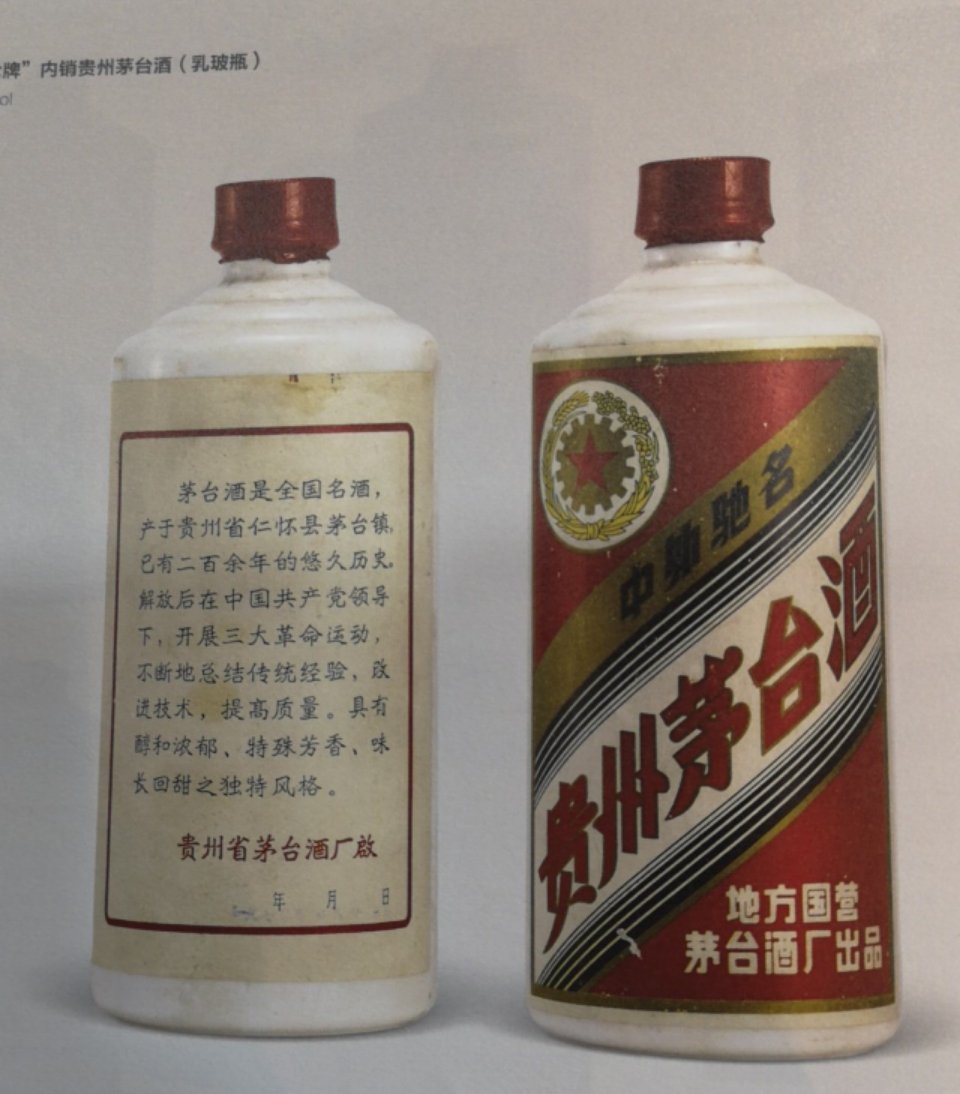 牌”内销贵州茅台酒（乳玻瓶）
ol
茅台酒是全国名酒，
产于贵州省仁怀县茅台镇，
已有二百余年的悠久历史。
解放后在中国共产党领导
下，开展三大革命运动，
不断地总结传统经验，改
进技术，提高质量。具有
醇和浓郁、特殊芳香、味
长回甜之独特风格。
贵州省茅台酒厂啟
年 月 日
中外驰名
贵州茅台酒
地方国营
茅台酒厂出品